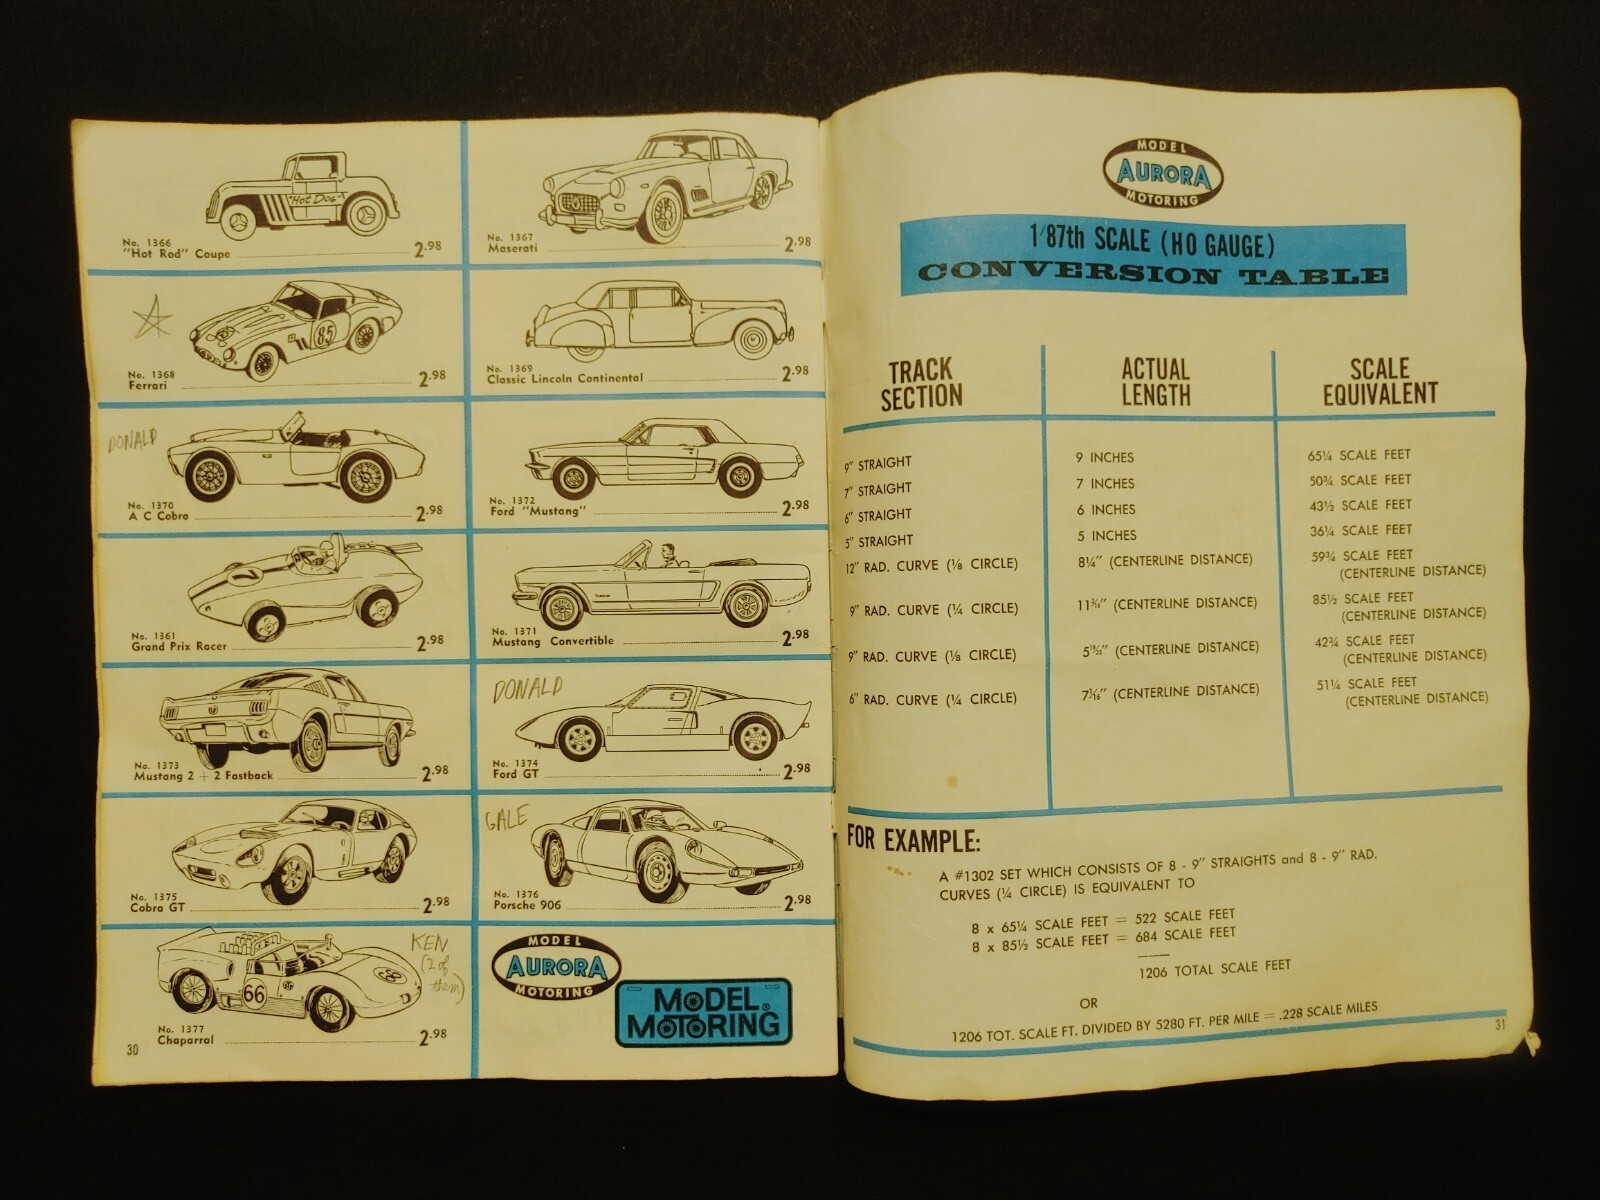 "Hot Dog"
No. 1366
"Hot Rod" Coupe 2.98
No. 1367
Maserati 2.98
85
No. 1368
Ferrari 2.98
No. 1369
Classic Lincoln Continental 2.98
DONALD
No. 1370
A C Cobra 2.98
No. 1372
Ford "Mustang" 2.98
7
No. 1361
Grand Prix Racer 2.98
No. 1371
Mustang Convertible 2.98
No. 1373
Mustang 2 + 2 Fastback 2.98
DONALD
No. 1374
Ford GT 2.98
No. 1375
Cobra GT 2.98
GALE
No. 1376
Porsche 906 2.98
KEN
(2 of
them)
66
66
No. 1377
Chaparral 2.98
30
MODEL
AURORA
MOTORING
MODEL
MOTORING
MODEL
AURORA
MOTORING
1/87th SCALE (HO GAUGE)
CONVERSION TABLE
TRACK SECTION
ACTUAL LENGTH
SCALE EQUIVALENT
9" STRAIGHT 9 INCHES 65¼ SCALE FEET
7" STRAIGHT 7 INCHES 50¾ SCALE FEET
6" STRAIGHT 6 INCHES 43½ SCALE FEET
5" STRAIGHT 5 INCHES 36¼ SCALE FEET
12" RAD. CURVE (⅛ CIRCLE) 8¼" (CENTERLINE DISTANCE) 59¾ SCALE FEET
(CENTERLINE DISTANCE)
9" RAD. CURVE (¼ CIRCLE) (CENTERLINE DISTANCE) 85½ SCALE FEET
(CENTERLINE DISTANCE)
9" RAD. CURVE (⅛ CIRCLE) (CENTERLINE DISTANCE) 42¾ SCALE FEET
(CENTERLINE DISTANCE)
6" RAD. CURVE (¼ CIRCLE) (CENTERLINE DISTANCE) 51¼ SCALE FEET
(CENTERLINE DISTANCE)
FOR EXAMPLE:
A #1302 SET WHICH CONSISTS OF 8 - 9" STRAIGHTS and 8 - 9" RAD.
CURVES (¼ CIRCLE) IS EQUIVALENT TO
8 x 65¼ SCALE FEET = 522 SCALE FEET
8 x 85½ SCALE FEET = 684 SCALE FEET
1206 TOTAL SCALE FEET
OR
1206 TOT. SCALE FT. DIVIDED BY 5280 FT. PER MILE = .228 SCALE MILES
31